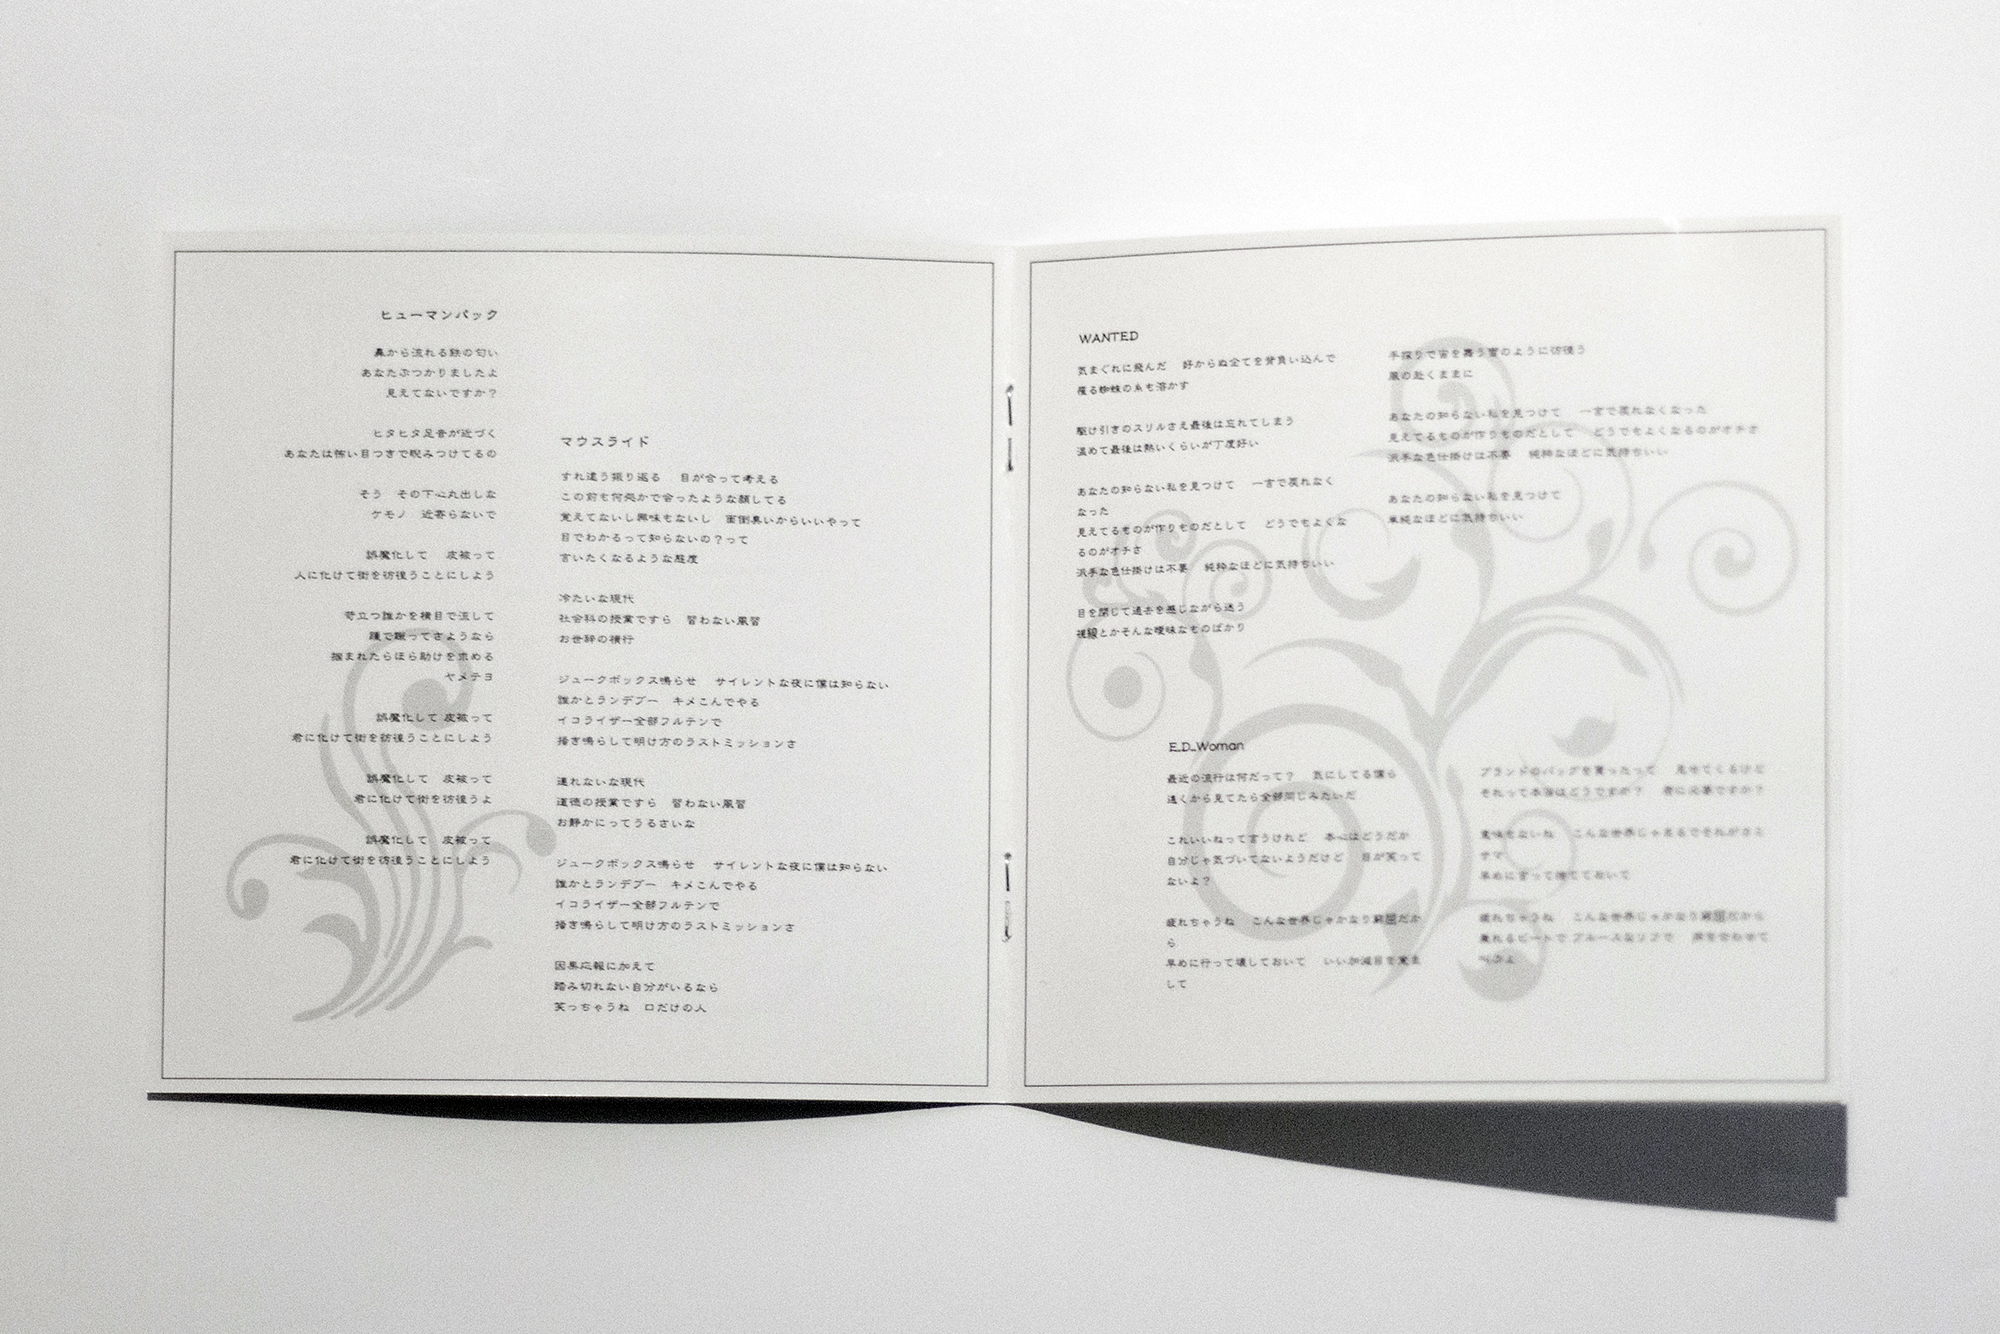 ヒューマンパック
鼻から流れる鉄の匂い
あなたぶつかりましたよ
見えてないですか？
ヒタヒタ足音が近づく
あなたは怖い目つきで睨みつけてるの
そう　その下心丸出しな
ケモノ　近寄らないで
誤魔化して　皮被って
人に化けて街を彷徨うことにしよう
苛立つ誰かを横目で流して
踵で蹴ってさようなら
掴まれたらほら助けを求める
ヤメテヨ
誤魔化して 皮被って
君に化けて街を彷徨うことにしよう
誤魔化して　皮被って
君に化けて街を彷徨うよ
誤魔化して　皮被って
君に化けて街を彷徨うことにしよう
マウスライド
すれ違う振り返る　目が合って考える
この前も何処かで会ったような顔してる
覚えてないし興味もないし　面倒臭いからいいやって
目でわかるって知らないの？って
言いたくなるような態度
冷たいな現代
社会科の授業ですら　習わない風習
お世辞の横行
ジュークボックス鳴らせ　サイレントな夜に僕は知らない
誰かとランデブー　キメこんでやる
イコライザー全部フルテンで
掻き鳴らして明け方のラストミッションさ
連れないな現代
道徳の授業ですら　習わない風習
お静かにってうるさいな
ジュークボックス鳴らせ　サイレントな夜に僕は知らない
誰かとランデブー　キメこんでやる
イコライザー全部フルテンで
掻き鳴らして明け方のラストミッションさ
因果応報に加えて
踏み切れない自分がいるなら
笑っちゃうね　口だけの人
WANTED
気まぐれに飛んだ　好からぬ全てを背負い込んで
蜘蛛の糸も溶かす
駆け引きのスリルさえ最後は忘れてしまう
温めて最後は熱いくらいが丁度好い
あなたの知らない私を見つけて　一言で戻れなく
なった
見えてるものが作りものだとして　どうでもよくな
るのがオチさ
派手な色仕掛けは不要　純粋なほどに気持ちいい
目を閉じて過去を感じながら迷う
視線とかそんな曖昧なものばかり
手探りで宙を舞う蜜のように彷徨う
風の赴くままに
あなたの知らない私を見つけて　一言で戻れなくなった
見えてるものが作りものだとして　どうでもよくなるのがオチさ
派手な色仕掛けは不要　純粋なほどに気持ちいい
あなたの知らない私を見つけて
単純なほどに気持ちいい
E.D_Woman
最近の流行は何だって？　気にしてる僕ら
遠くから見てたら全部同じみたいだ
これいいねって言うけれど　本心はどうだか
自分じゃ気づいてないようだけど　目が笑って
ないよ？
疲れちゃうね　こんな世界じゃかなり窮屈だか
ら
早めに行って壊しておいて　いい加減目を覚ま
して
ブランドのバッグを買ったって　見せてくるけど
それって本当はどうですか？　君に必要ですか？
意味もないね　こんな世界じゃ
サマ
早めに言って捨てておいて
疲れちゃうね　こんな世界じゃかなり窮屈だから